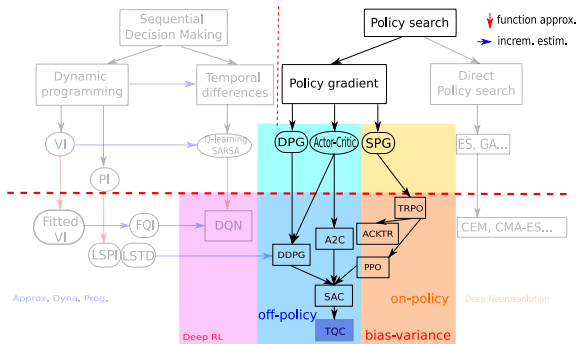 Sequential
Decision Making
Policy search
function approx.
increm. estim.
Dynamic
programming
Temporal
differences
Policy gradient
Direct
Policy search
VI
Q-learning
SARSA
DPG
Actor-Critic
SPG
ES, GA...
PI
Fitted
VI
FQI
DQN
TRPO
ACKTR
CEM, CMA-ES...
LSPI
LSTD
DDPG
A2C
PPO
SAC
Approx. Dyna. Prog.
off-policy
on-policy
Deep Neuroevolution
Deep RL
TQC
bias-variance